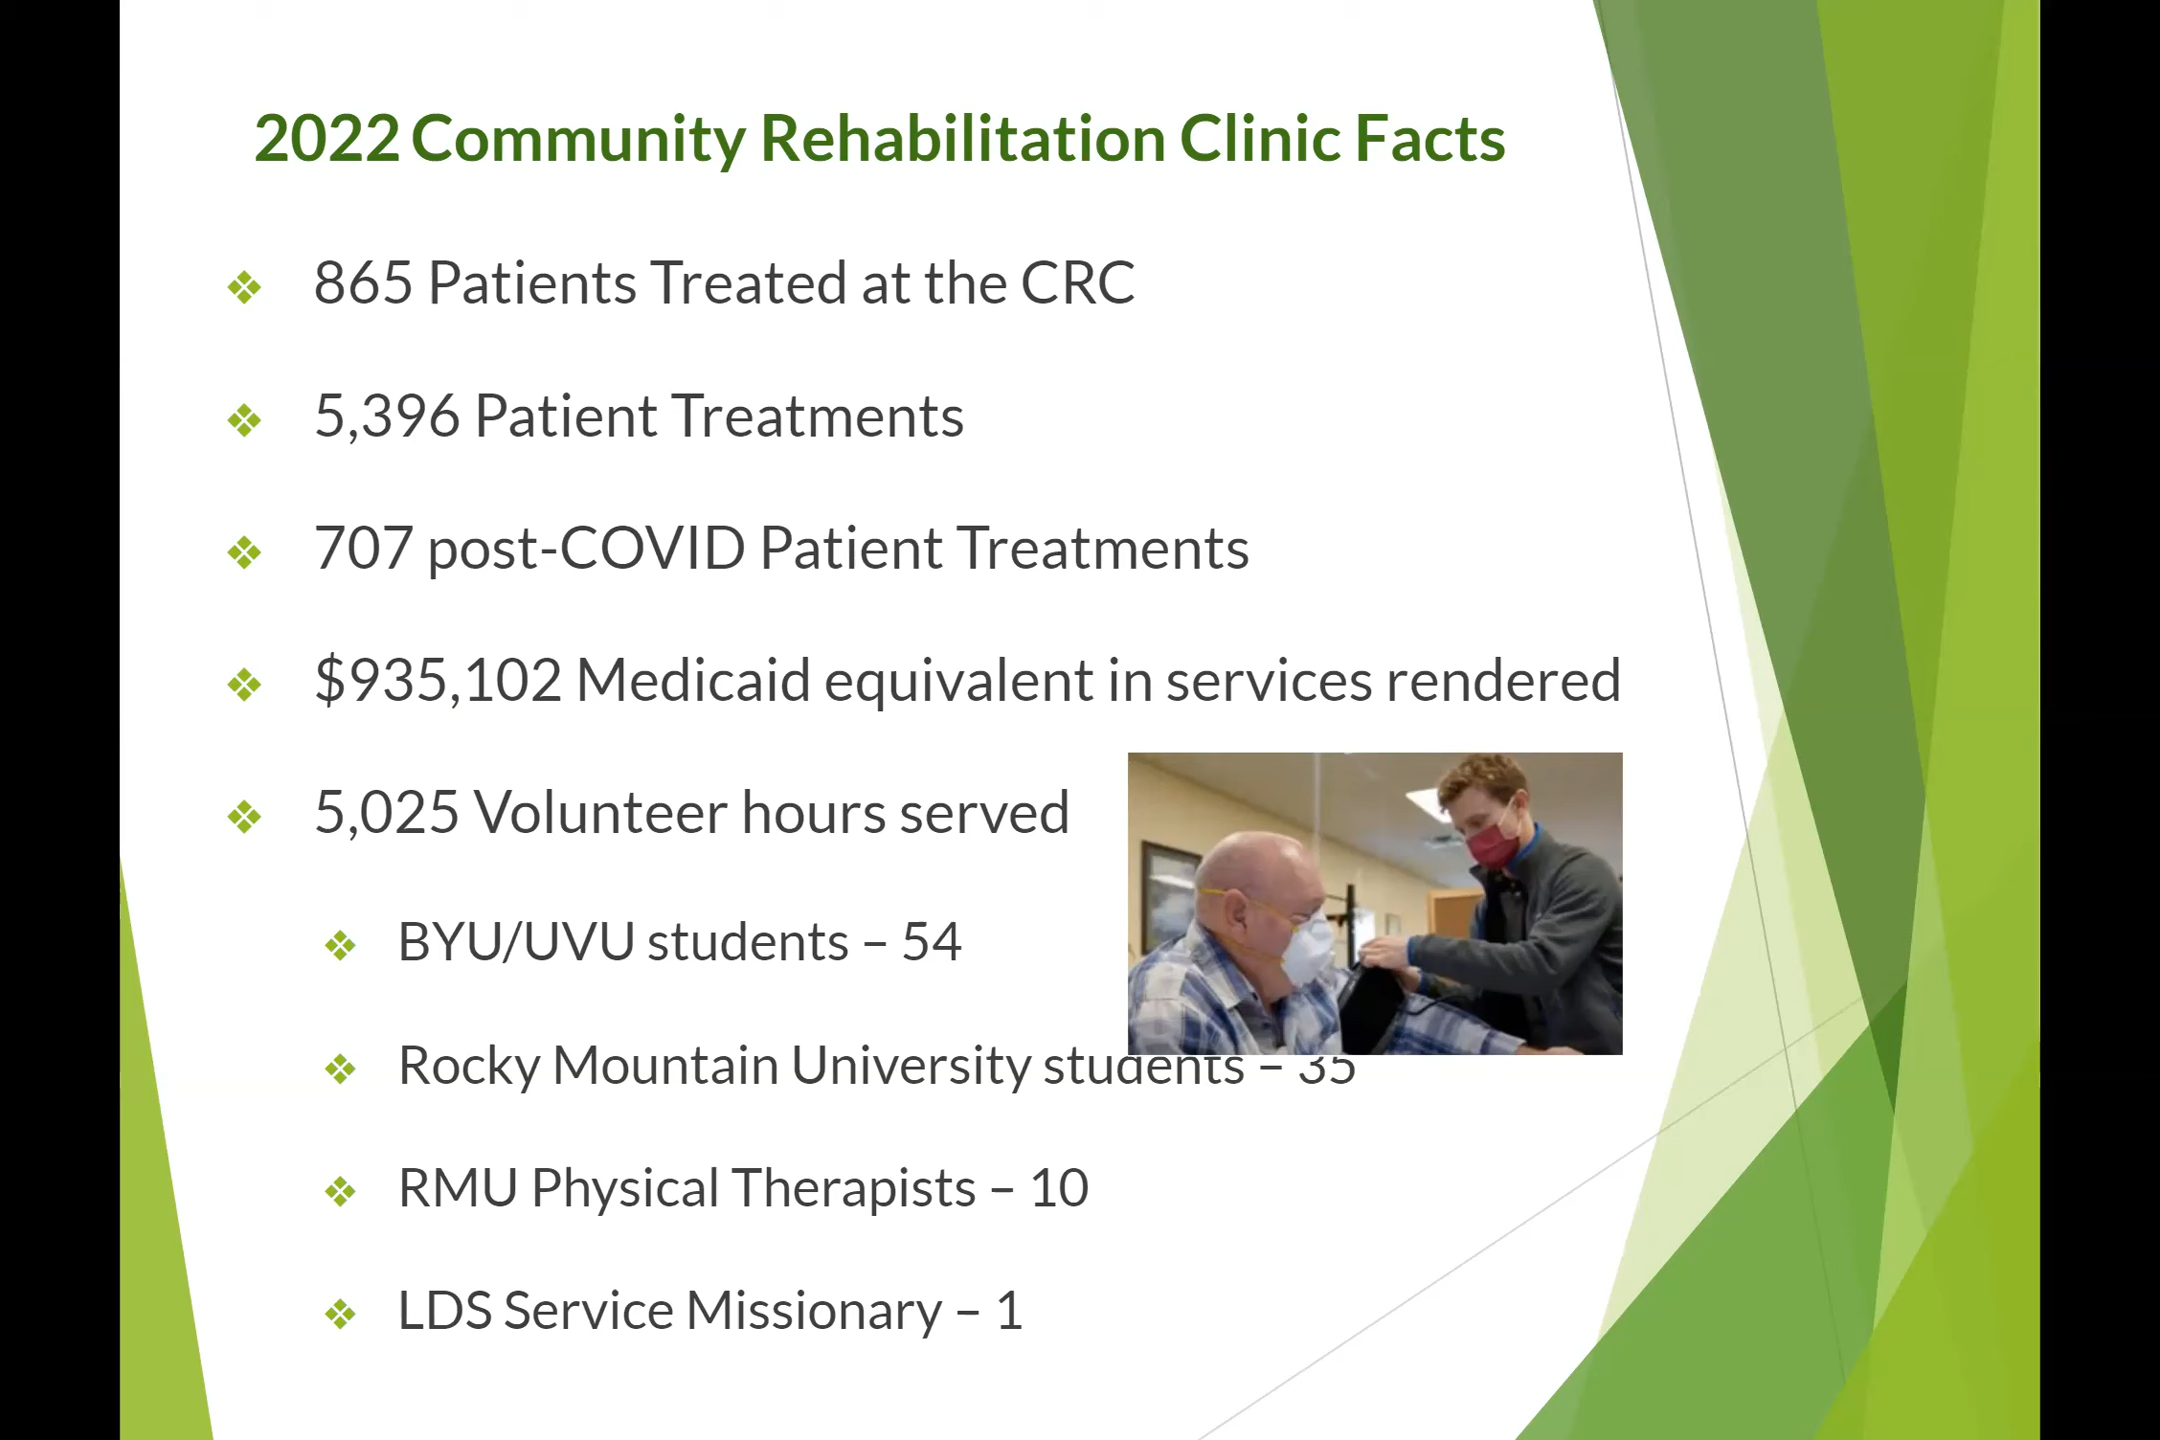 2022 Community Rehabilitation Clinic Facts
865 Patients Treated at the CRC
5,396 Patient Treatments
707 post-COVID Patient Treatments
$935,102 Medicaid equivalent in services rendered
5,025 Volunteer hours served
BYU/UVU students – 54
Rocky Mountain University students – 35
RMU Physical Therapists – 10
LDS Service Missionary – 1